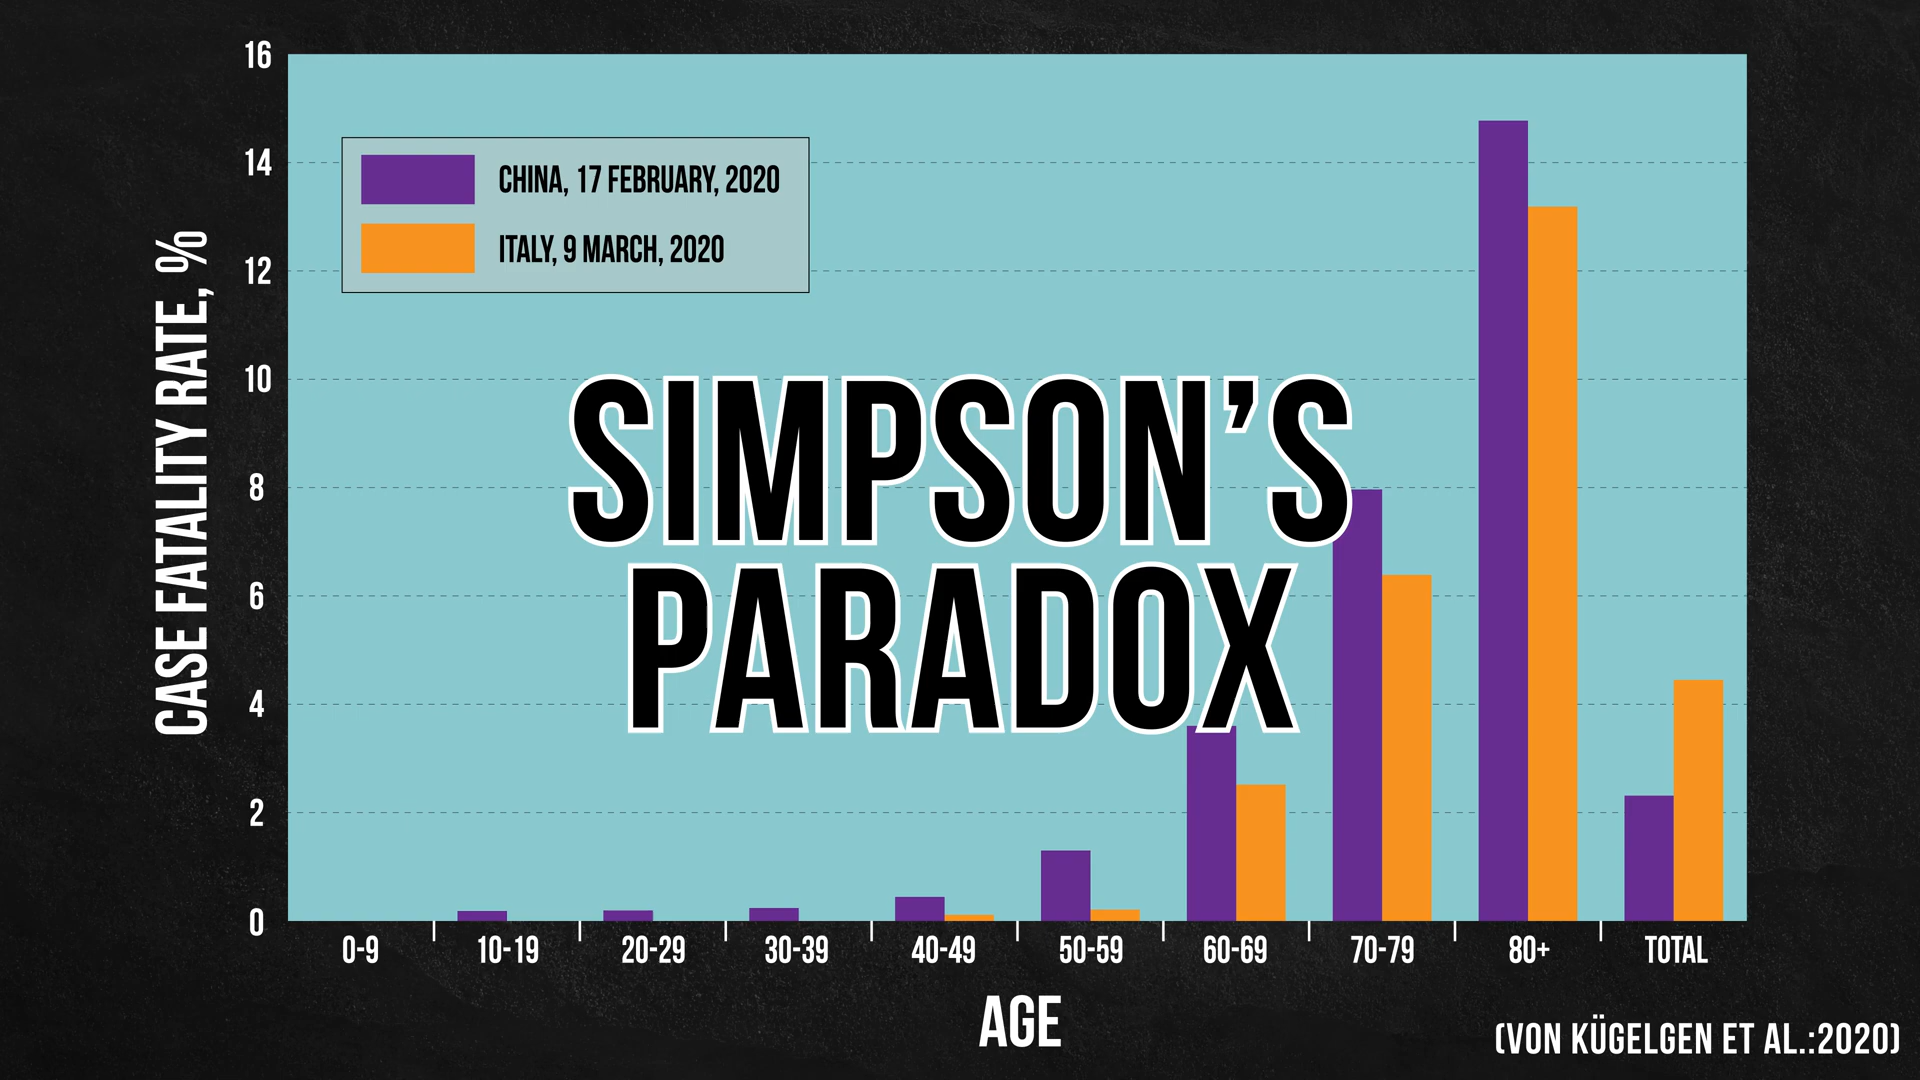 16
14
12
10
8
6
4
2
0
CASE FATALITY RATE, %
CHINA, 17 FEBRUARY, 2020
ITALY, 9 MARCH, 2020
SIMPSON'S
PARADOX
0-9 10-19 20-29 30-39 40-49 50-59 60-69 70-79 80+ TOTAL
AGE
(VON KÜGELGEN ET AL.:2020)